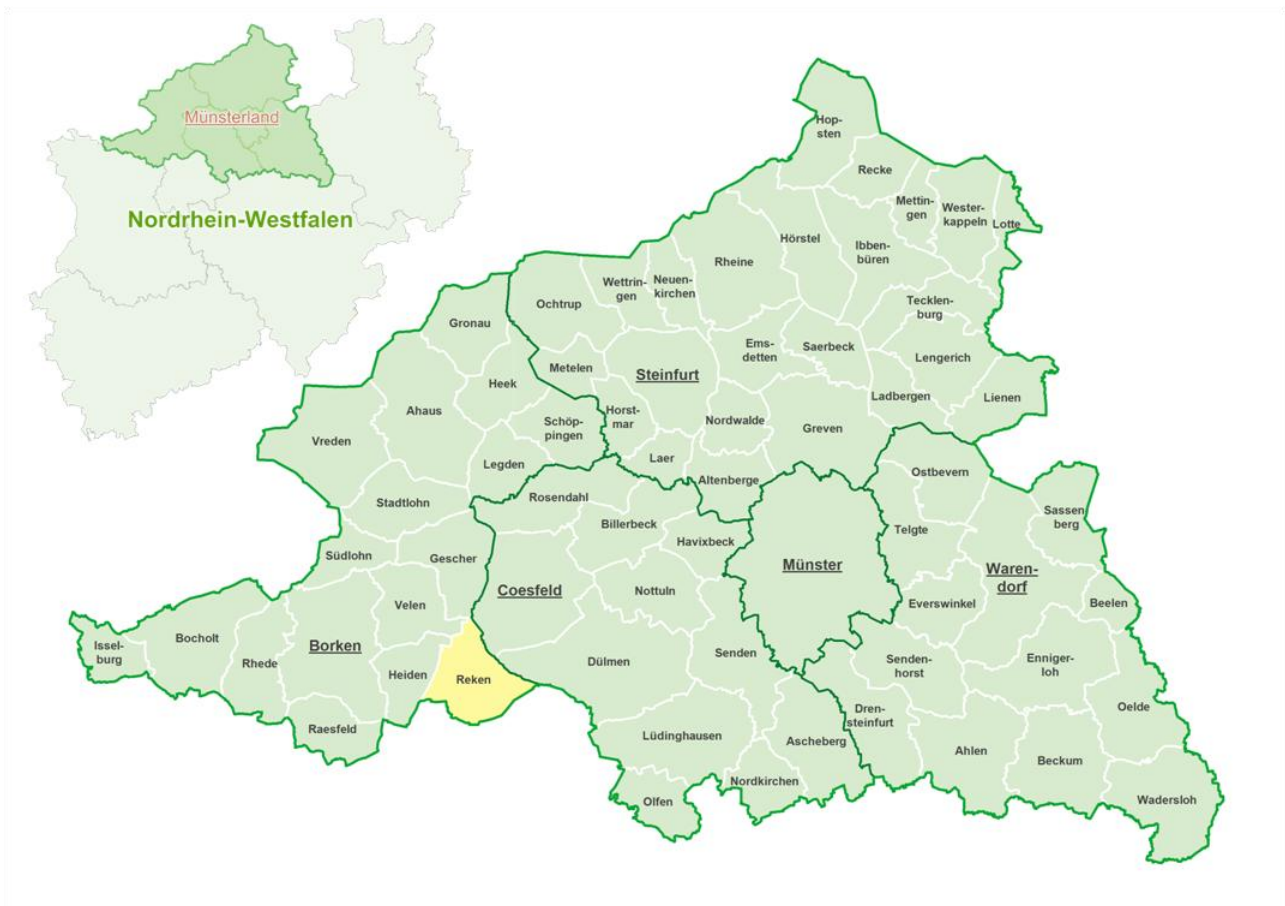 Münsterland
Nordrhein-Westfalen
Hop-
sten
Recke
Mettin-
gen
Wester-
kappeln
Lotte
Hörstel
Ibben-
büren
Rheine
Wettrin-
gen
Neuen-
kirchen
Ochtrup
Tecklen-
burg
Gronau
Ems-
detten
Saerbeck
Lengerich
Metelen
Steinfurt
Heek
Ladbergen
Lienen
Ahaus
Horst-
mar
Nordwalde
Greven
Schöp-
pingen
Vreden
Laer
Legden
Altenberge
Ostbevern
Stadtlohn
Rosendahl
Billerbeck
Havixbeck
Telgte
Sassen
berg
Südlohn
Gescher
Münster
Waren-
dorf
Coesfeld
Nottuln
Velen
Everswinkel
Beelen
Issel-
burg
Bocholt
Rhede
Borken
Heiden
Reken
Dülmen
Senden
Senden-
horst
Enniger-
loh
Raesfeld
Lüdinghausen
Ascheberg
Dren-
steinfurt
Oelde
Ahlen
Beckum
Olfen
Nordkirchen
Wadersloh